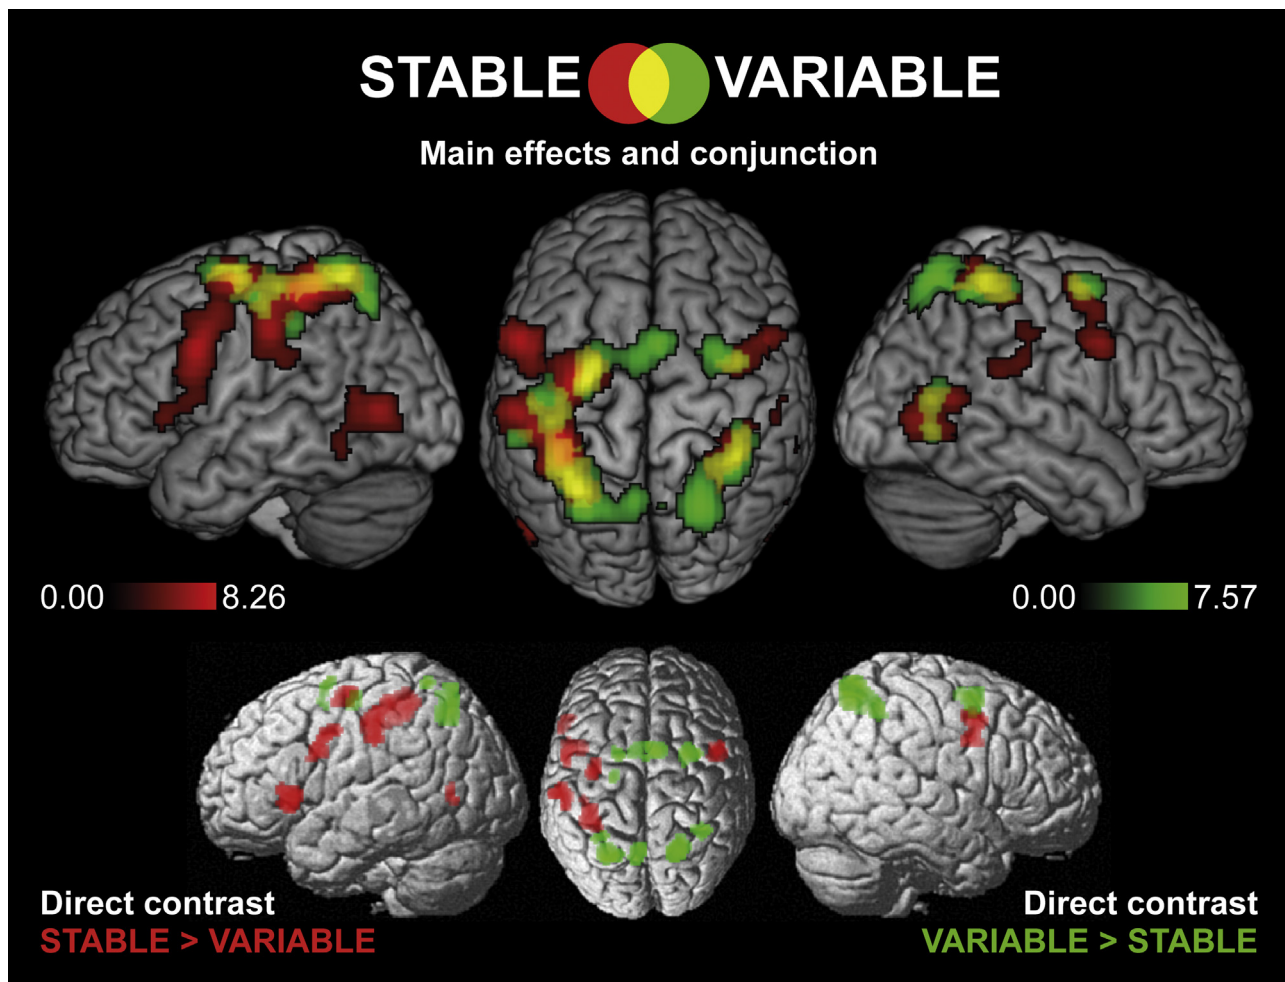 STABLE VARIABLE
Main effects and conjunction
0.00 8.26
0.00 7.57
Direct contrast
STABLE > VARIABLE
Direct contrast
VARIABLE > STABLE